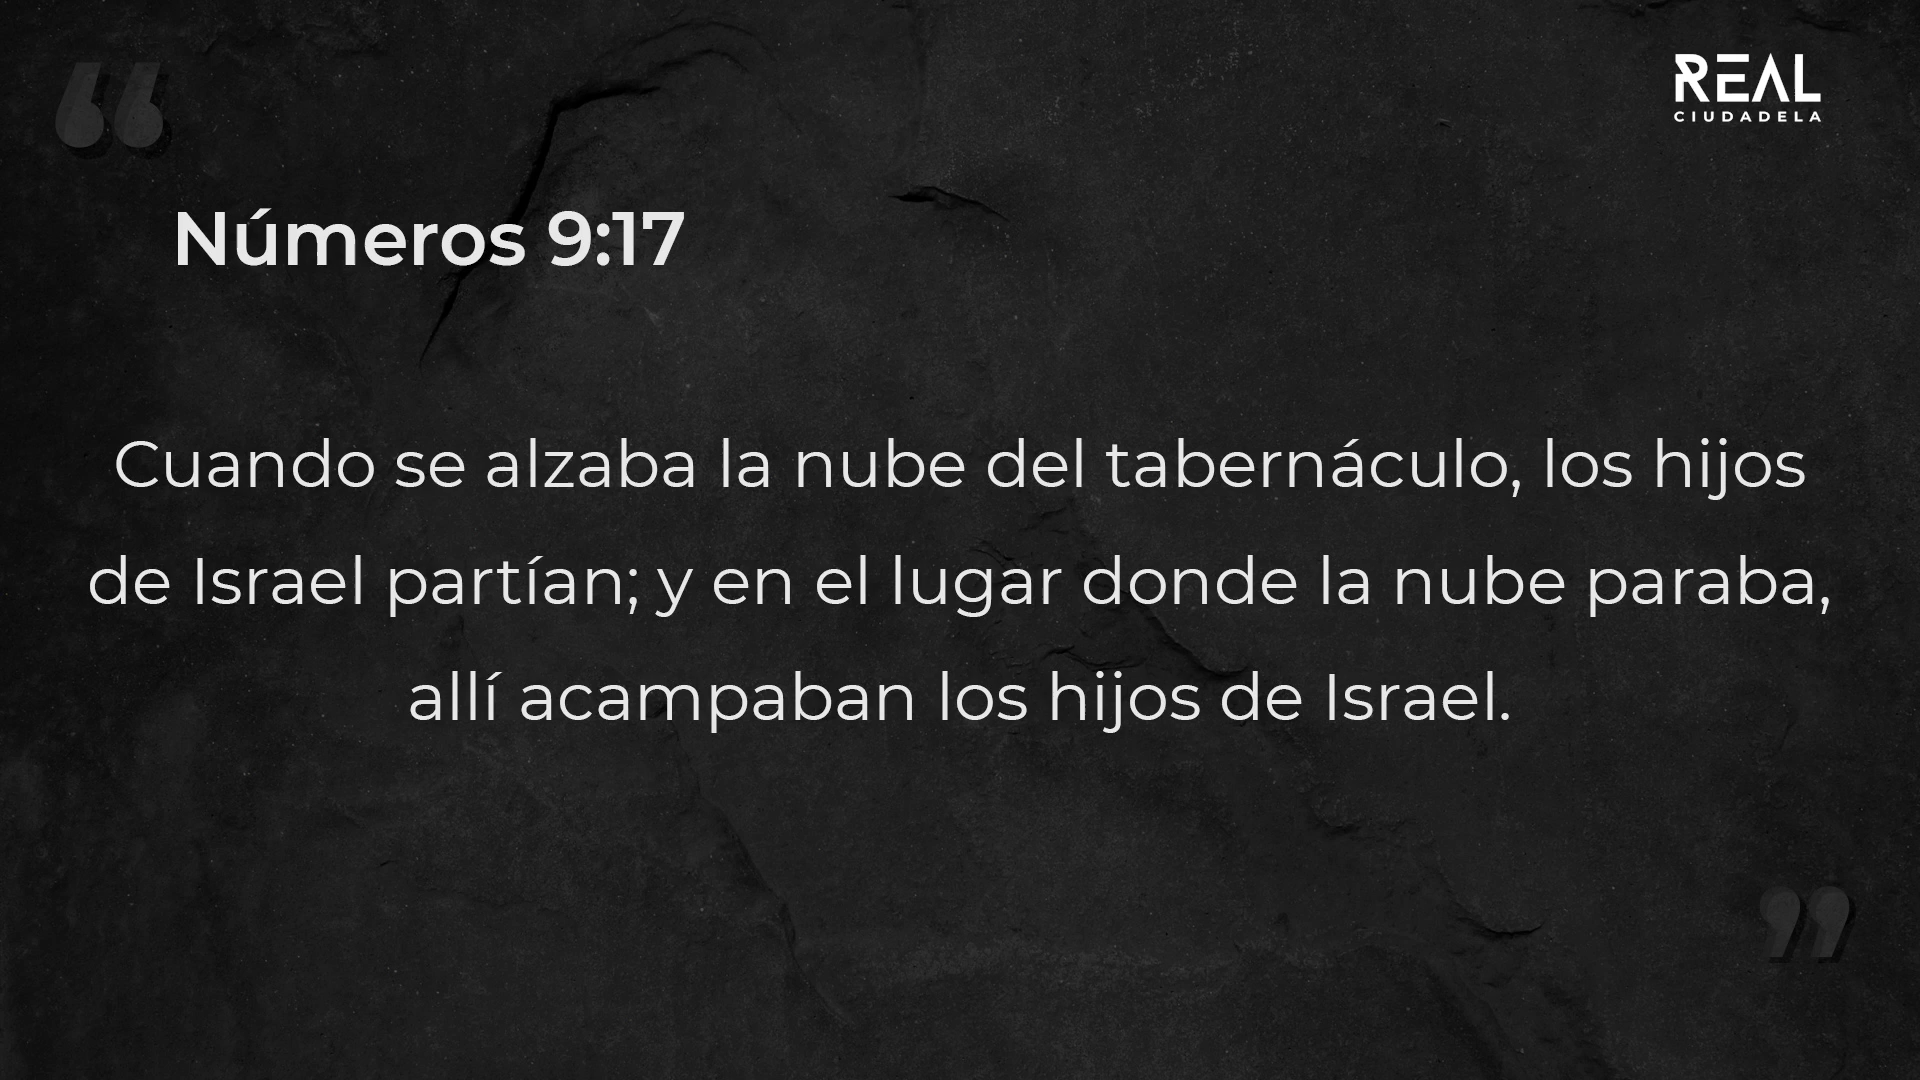 REAL
CIUDADELA
Números 9:17
Cuando se alzaba la nube del tabernáculo, los hijos
de Israel partían; y en el lugar donde la nube paraba,
allí acampaban los hijos de Israel.